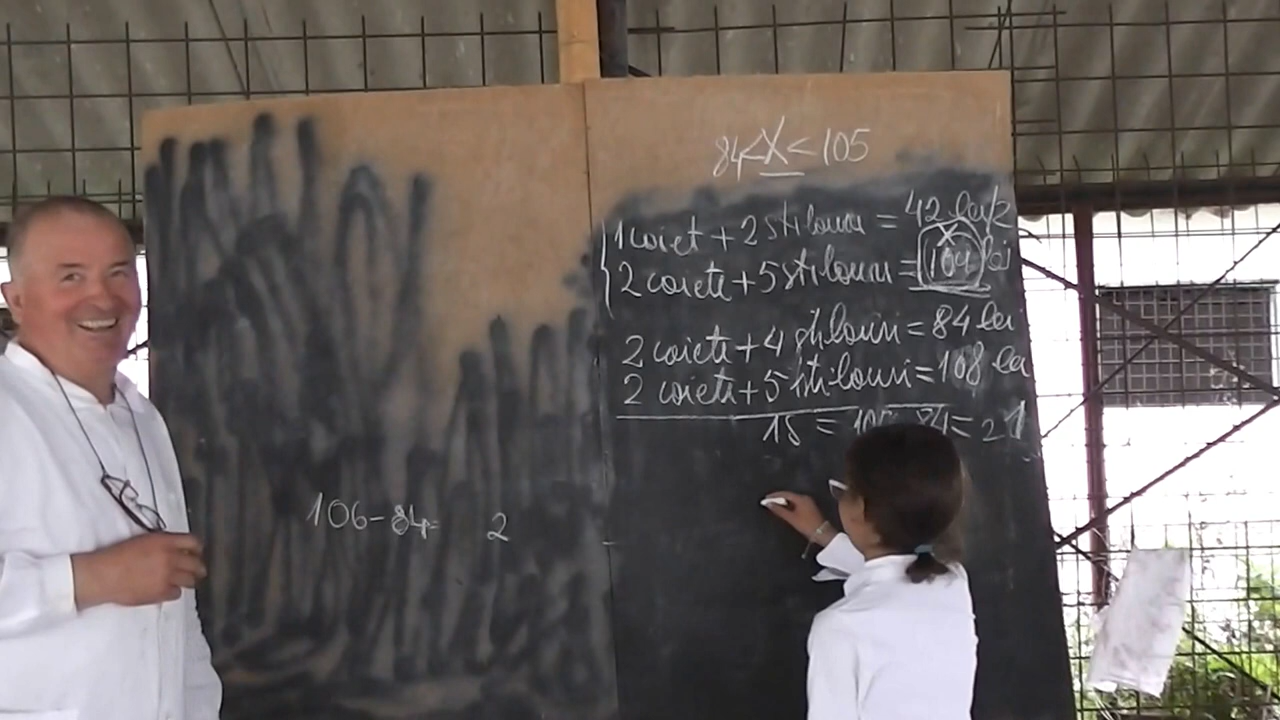 84<X<105
1 caiet + 2 stilouri = 42 lei/2
X
2 caiete + 5 stilouri = 104 lei
2 caiete + 4 stilouri = 84 lei
2 caiete + 5 stilouri = 108 lei
1S = 84 = 21
106-84= 2